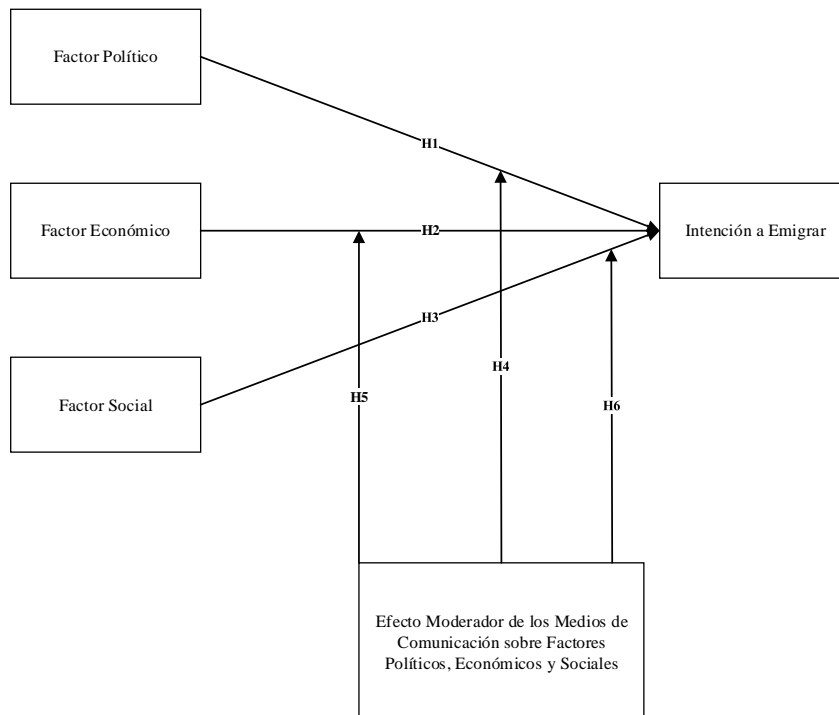 Factor Político
H1
Factor Económico
H2
Intención a Emigrar
H3
Factor Social
H4
H5
H6
Efecto Moderador de los Medios de
Comunicación sobre Factores
Políticos, Económicos y Sociales